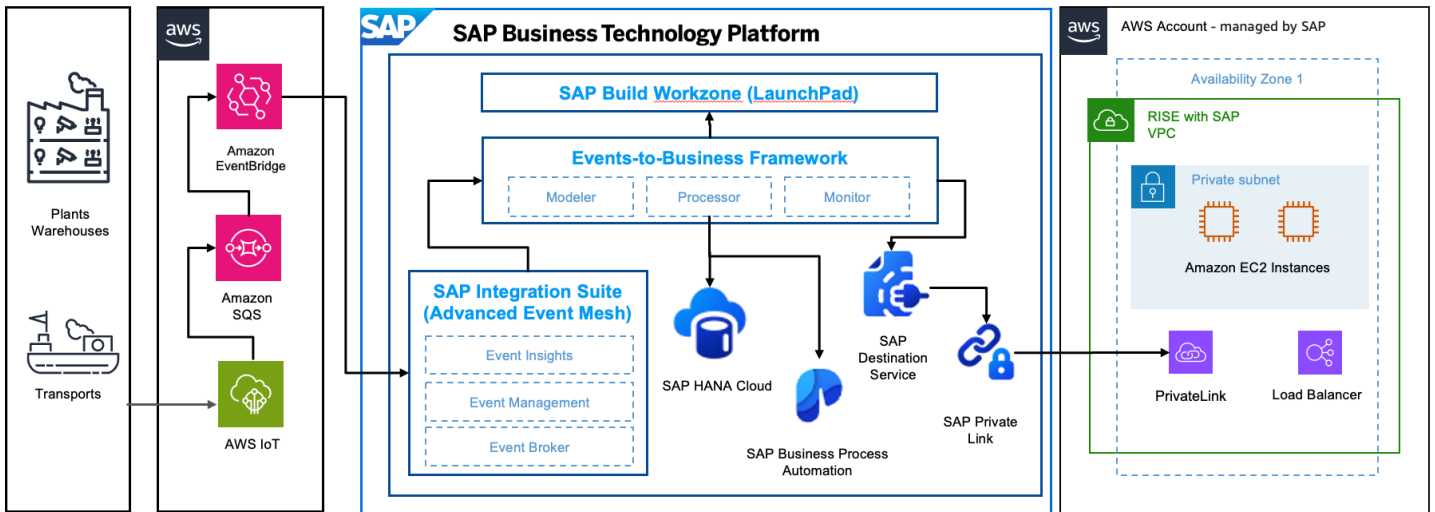 Plants
Warehouses
Transports
aws
Amazon
EventBridge
Amazon
SQS
AWS IoT
SAP
SAP Business Technology Platform
SAP Build Workzone (LaunchPad)
Events-to-Business Framework
Modeler
Processor
Monitor
SAP Integration Suite
(Advanced Event Mesh)
Event Insights
Event Management
Event Broker
SAP HANA Cloud
SAP Business Process
Automation
SAP
Destination
Service
SAP Private
Link
aws
AWS Account - managed by SAP
Availability Zone 1
RISE with SAP
VPC
Private subnet
Amazon EC2 Instances
PrivateLink
Load Balancer